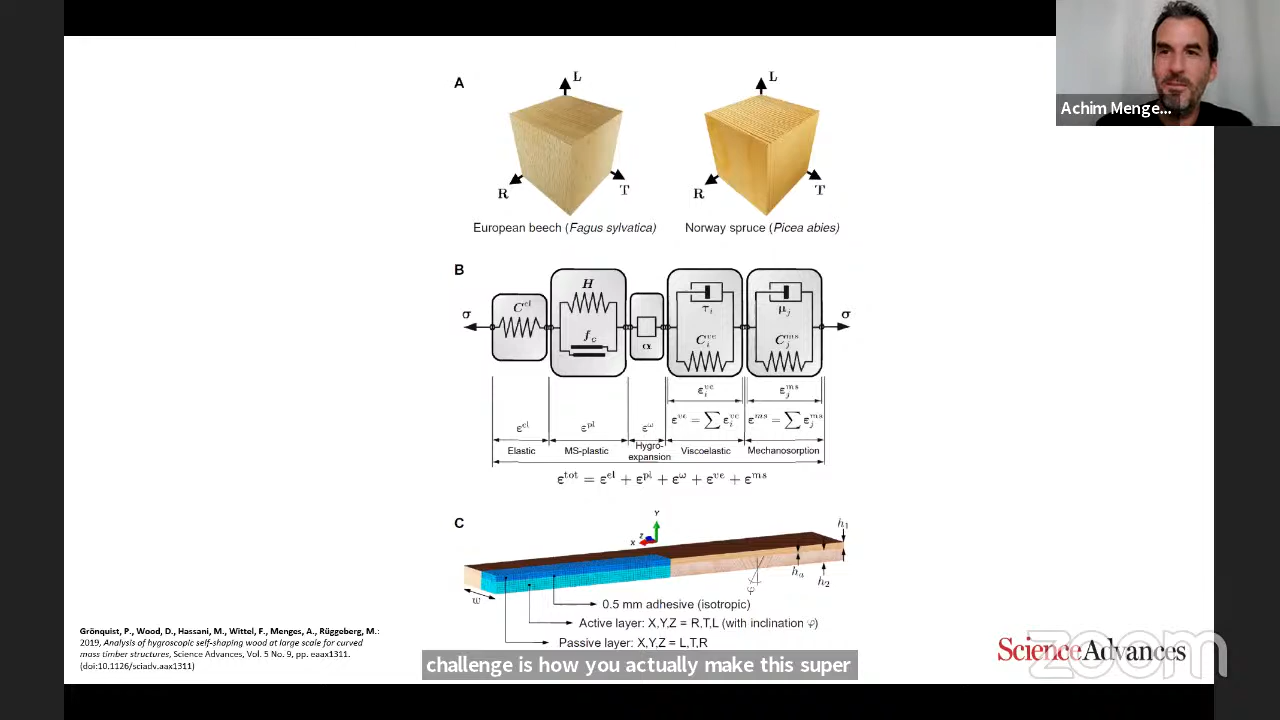 Achim Menge...
A
L
R
T
European beech (Fagus sylvatica)
L
R
T
Norway spruce (Picea abies)
B
σ
C^el
H
f_c
α
τ_i
C_i^ve
μ_j
C_j^ms
σ
ε_i^ve
ε_j^ms
ε^el
ε^pl
ε^ω
ε^ve = ∑ ε_i^ve
ε^ms = ∑ ε_j^ms
Elastic
MS-plastic
Hygro-
expansion
Viscoelastic
Mechanosorption
ε^tot = ε^el + ε^pl + ε^ω + ε^ve + ε^ms
C
Y
Z
X
h_1
h_a
h_2
φ
w
0.5 mm adhesive (isotropic)
Active layer: X,Y,Z = R,T,L (with inclination φ)
Passive layer: X,Y,Z = L,T,R
Grönquist, P., Wood, D., Hassani, M., Wittel, F., Menges, A., Rüggeberg, M.:
2019, Analysis of hygroscopic self-shaping wood at large scale for curved
mass timber structures, Science Advances, Vol. 5 No. 9, pp. eaax1311.
(doi:10.1126/sciadv.aax1311)
ScienceAdvances
zoom
challenge is how you actually make this super